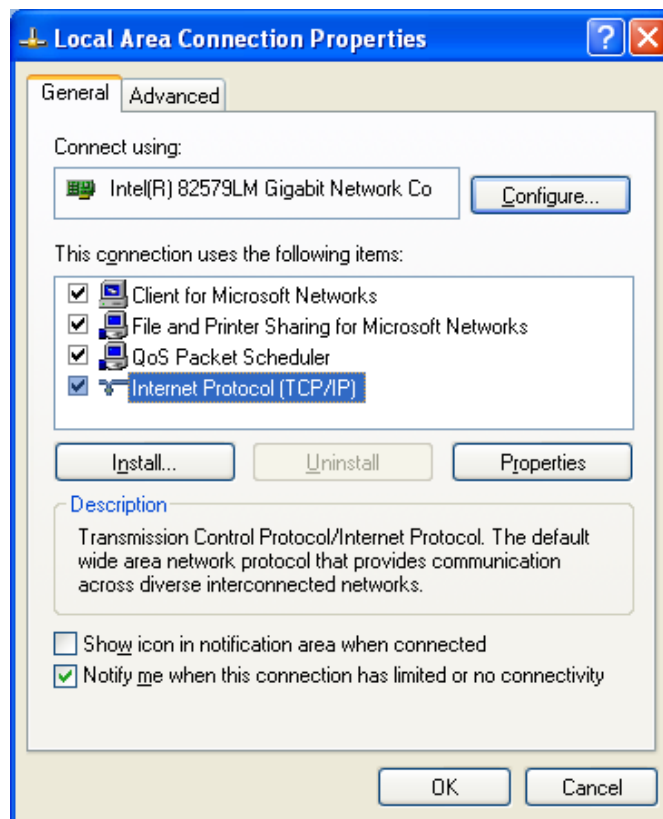 Local Area Connection Properties
General
Advanced
Connect using:
Intel(R) 82579LM Gigabit Network Co
Configure...
This connection uses the following items:
Client for Microsoft Networks
File and Printer Sharing for Microsoft Networks
QoS Packet Scheduler
Internet Protocol (TCP/IP)
Install...
Uninstall
Properties
Description
Transmission Control Protocol/Internet Protocol. The default
wide area network protocol that provides communication
across diverse interconnected networks.
Show icon in notification area when connected
Notify me when this connection has limited or no connectivity
OK
Cancel